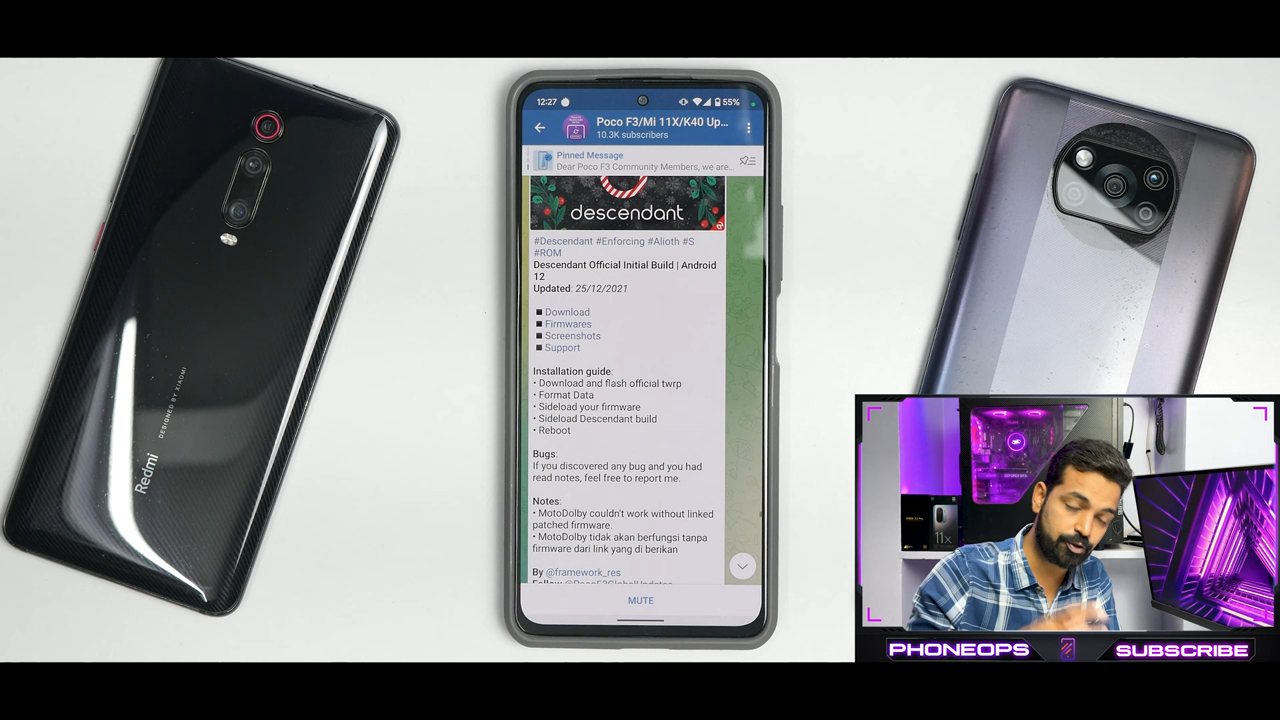 12:27
55%
Poco F3/Mi 11X/K40 Up...
10.3K subscribers
Pinned Message
Dear Poco F3 Community Members, we are...
descendant
#Descendant #Enforcing #Alioth #S
#ROM
Descendant Official Initial Build | Android
12
Updated: 25/12/2021
Download
Firmwares
Screenshots
Support
Installation guide:
• Download and flash official twrp
• Format Data
• Sideload your firmware
• Sideload Descendant build
• Reboot
Bugs:
If you discovered any bug and you had
read notes, feel free to report me.
Notes:
• MotoDolby couldn't work without linked
patched firmware.
• MotoDolby tidak akan berfungsi tanpa
firmware dari link yang di berikan
By @framework_res
Follow @PocoF3GlobalUpdates
MUTE
Redmi
DESIGNED BY XIAOMI
11x
PHONEOPS
SUBSCRIBE